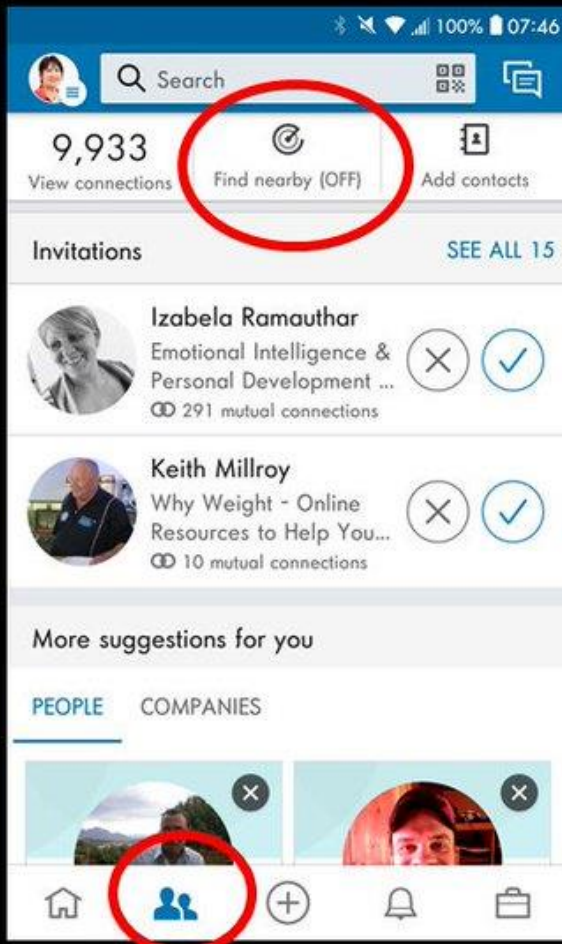 100% 07:46
Search
9,933
View connections
Find nearby (OFF)
Add contacts
Invitations
SEE ALL 15
Izabela Ramauthar
Emotional Intelligence &
Personal Development ...
291 mutual connections
Keith Millroy
Why Weight - Online
Resources to Help You...
10 mutual connections
More suggestions for you
PEOPLE
COMPANIES